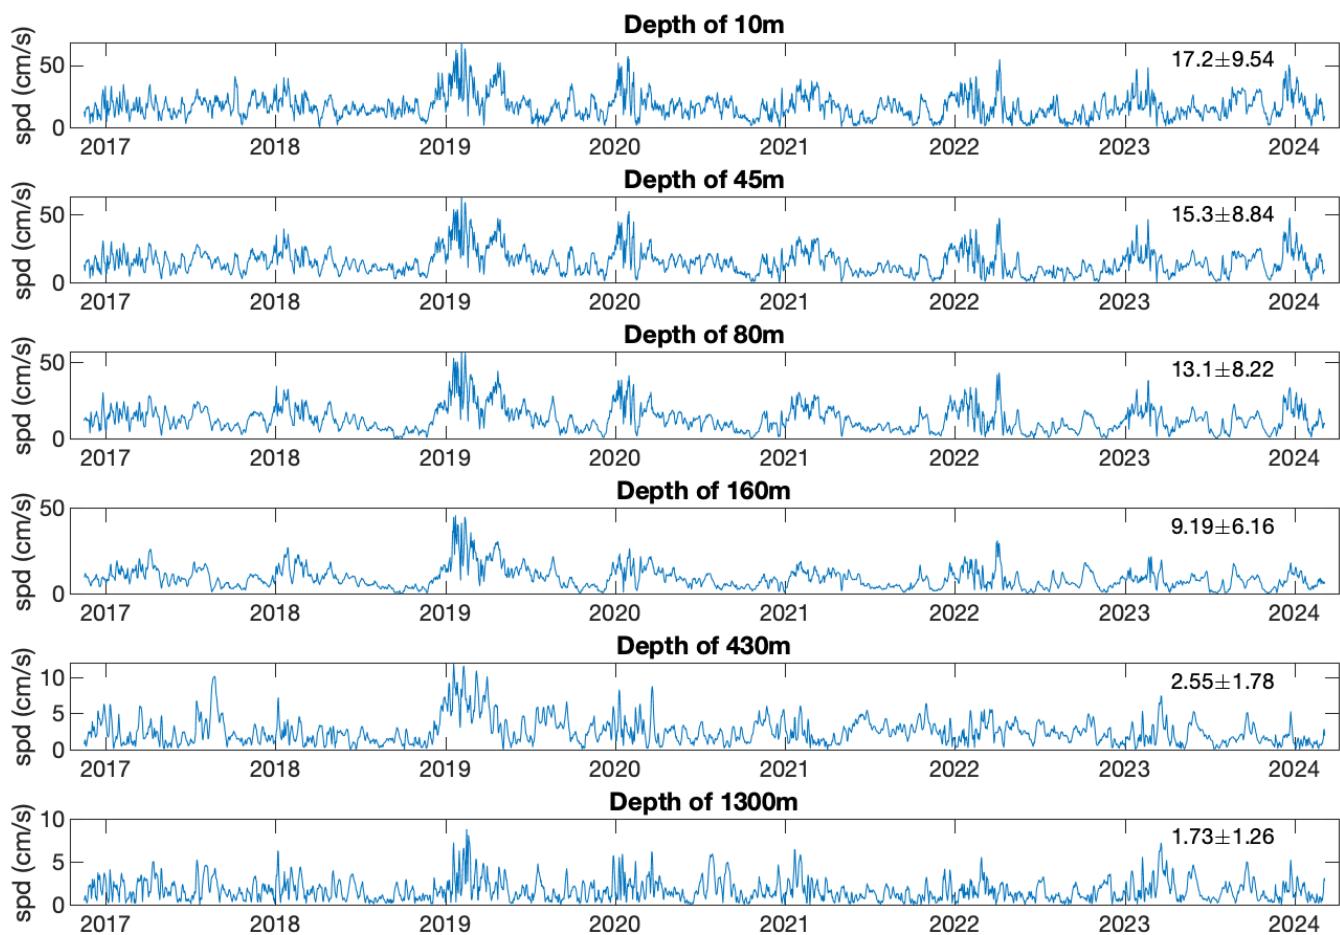 Depth of 10m
spd (cm/s)
50
0
17.2±9.54
2017 2018 2019 2020 2021 2022 2023 2024
Depth of 45m
spd (cm/s)
50
0
15.3±8.84
2017 2018 2019 2020 2021 2022 2023 2024
Depth of 80m
spd (cm/s)
50
0
13.1±8.22
2017 2018 2019 2020 2021 2022 2023 2024
Depth of 160m
spd (cm/s)
50
0
9.19±6.16
2017 2018 2019 2020 2021 2022 2023 2024
Depth of 430m
spd (cm/s)
10
5
0
2.55±1.78
2017 2018 2019 2020 2021 2022 2023 2024
Depth of 1300m
spd (cm/s)
10
5
0
1.73±1.26
2017 2018 2019 2020 2021 2022 2023 2024